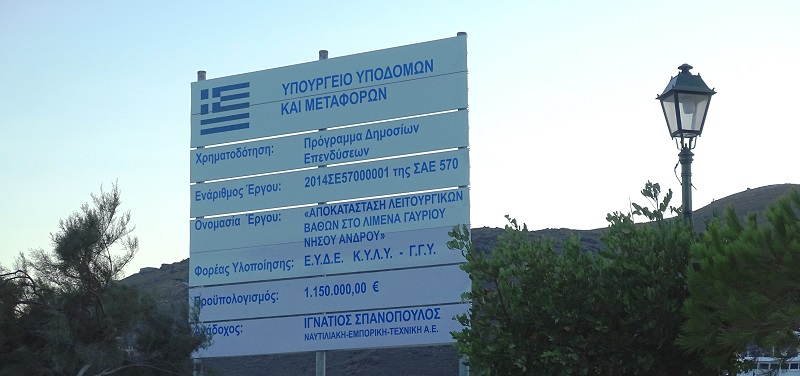 ΥΠΟΥΡΓΕΙΟ ΥΠΟΔΟΜΩΝ
ΚΑΙ ΜΕΤΑΦΟΡΩΝ
Χρηματοδότηση: Πρόγραμμα Δημοσίων
Επενδύσεων
Ενάριθμος Έργου: 2014ΣΕ57000001 της ΣΑΕ 570
Ονομασία Έργου: «ΑΠΟΚΑΤΑΣΤΑΣΗ ΛΕΙΤΟΥΡΓΙΚΩΝ
ΒΑΘΩΝ ΣΤΟ ΛΙΜΕΝΑ ΓΑΥΡΙΟΥ
ΝΗΣΟΥ ΑΝΔΡΟΥ»
Φορέας Υλοποίησης: Ε.Υ.Δ.Ε. Κ.Υ.Λ.Υ. - Γ.Γ.Υ.
Προϋπολογισμός: 1.150.000,00 €
Ανάδοχος: ΙΓΝΑΤΙΟΣ ΣΠΑΝΟΠΟΥΛΟΣ
ΝΑΥΤΙΛΙΑΚΗ-ΕΜΠΟΡΙΚΗ-ΤΕΧΝΙΚΗ Α.Ε.